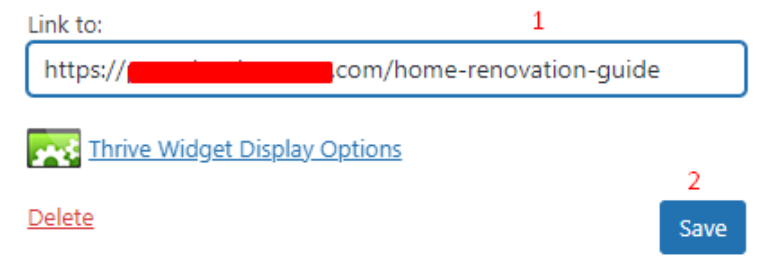 Link to:
1
https:// .com/home-renovation-guide
Thrive Widget Display Options
2
Delete
Save